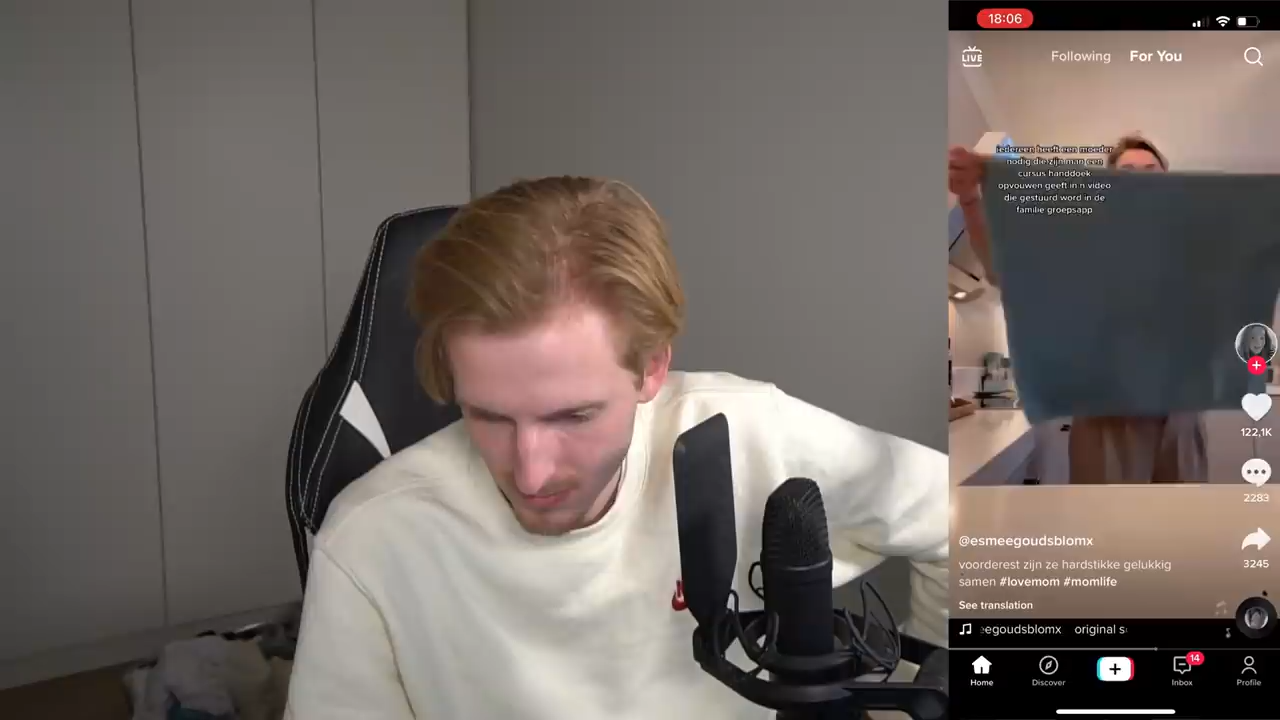 18:06
LIVE
Following For You
iedereen heeft een moeder
nodig die zijn man een
cursus handdoek
opvouwen geeft in n video
die gestuurd word in de
familie groepsapp
122,1K
2283
3245
@esmeegoudsblomx
voorderest zijn ze hardstikke gelukkig
samen #lovemom #momlife
See translation
eegoudsblomx original s
14
Home Discover Inbox Profile